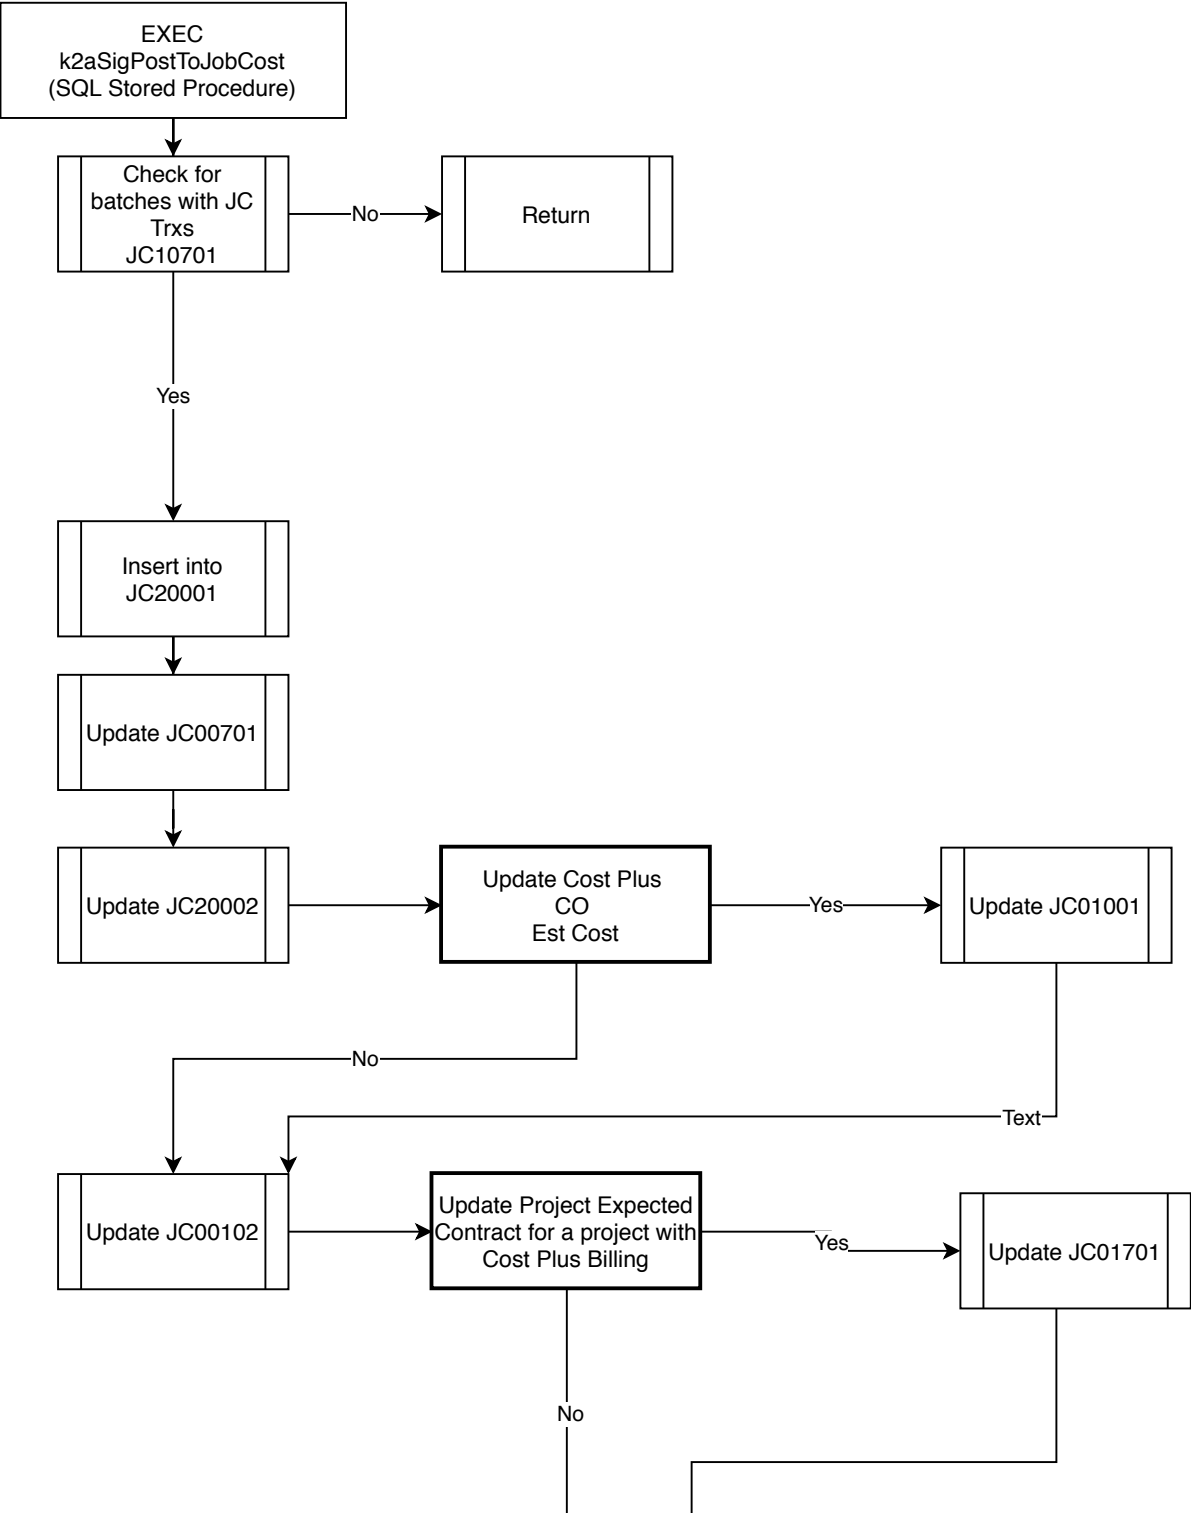 EXEC
k2aSigPostToJobCost
(SQL Stored Procedure)
Check for
batches with JC
Trxs
JC10701
No
Return
Yes
Insert into
JC20001
Update JC00701
Update JC20002
Update Cost Plus
CO
Est Cost
Yes
Update JC01001
No
Text
Update JC00102
Update Project Expected
Contract for a project with
Cost Plus Billing
Yes
Update JC01701
No